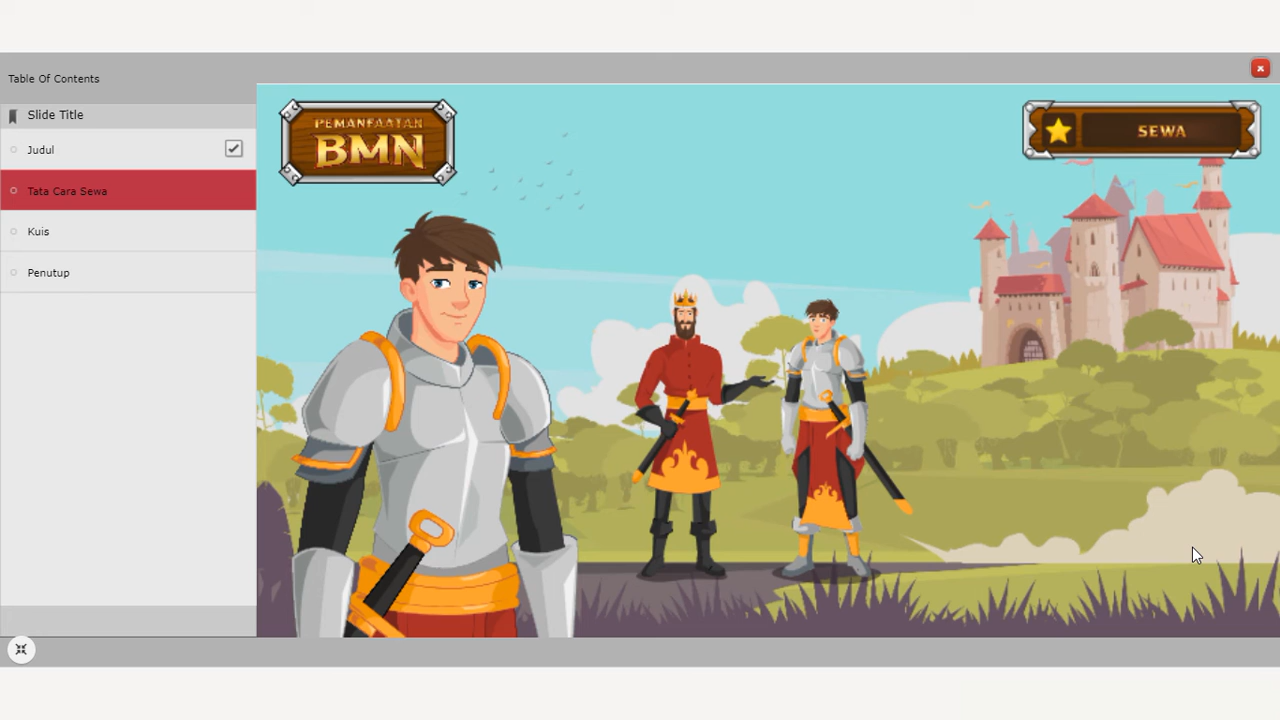 Table Of Contents
Slide Title
Judul
Tata Cara Sewa
Kuis
Penutup
PEMANFAATAN
BMN
SEWA